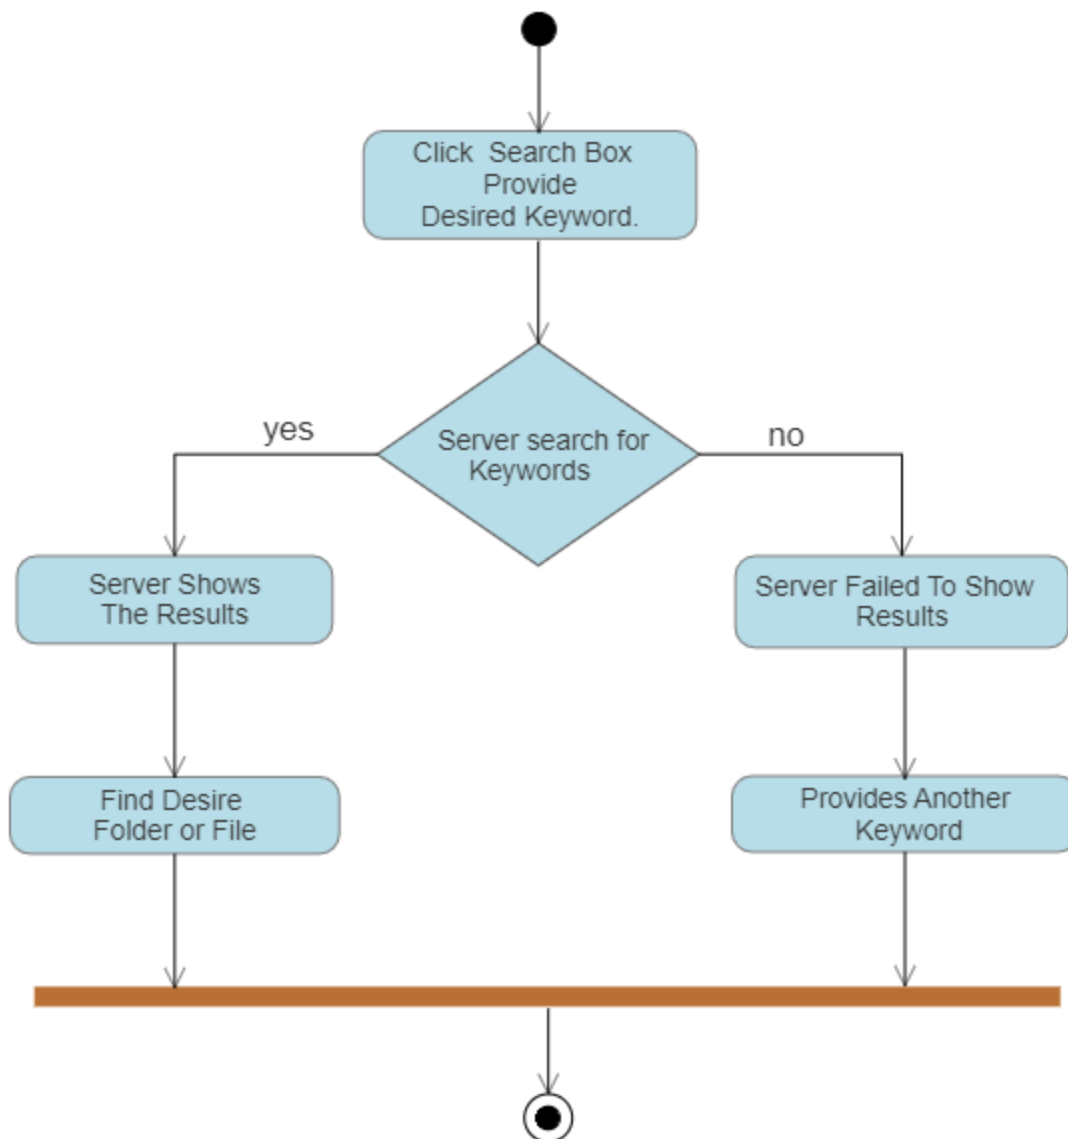 Click Search Box
Provide
Desired Keyword.
yes
Server search for
Keywords
no
Server Shows
The Results
Server Failed To Show
Results
Find Desire
Folder or File
Provides Another
Keyword